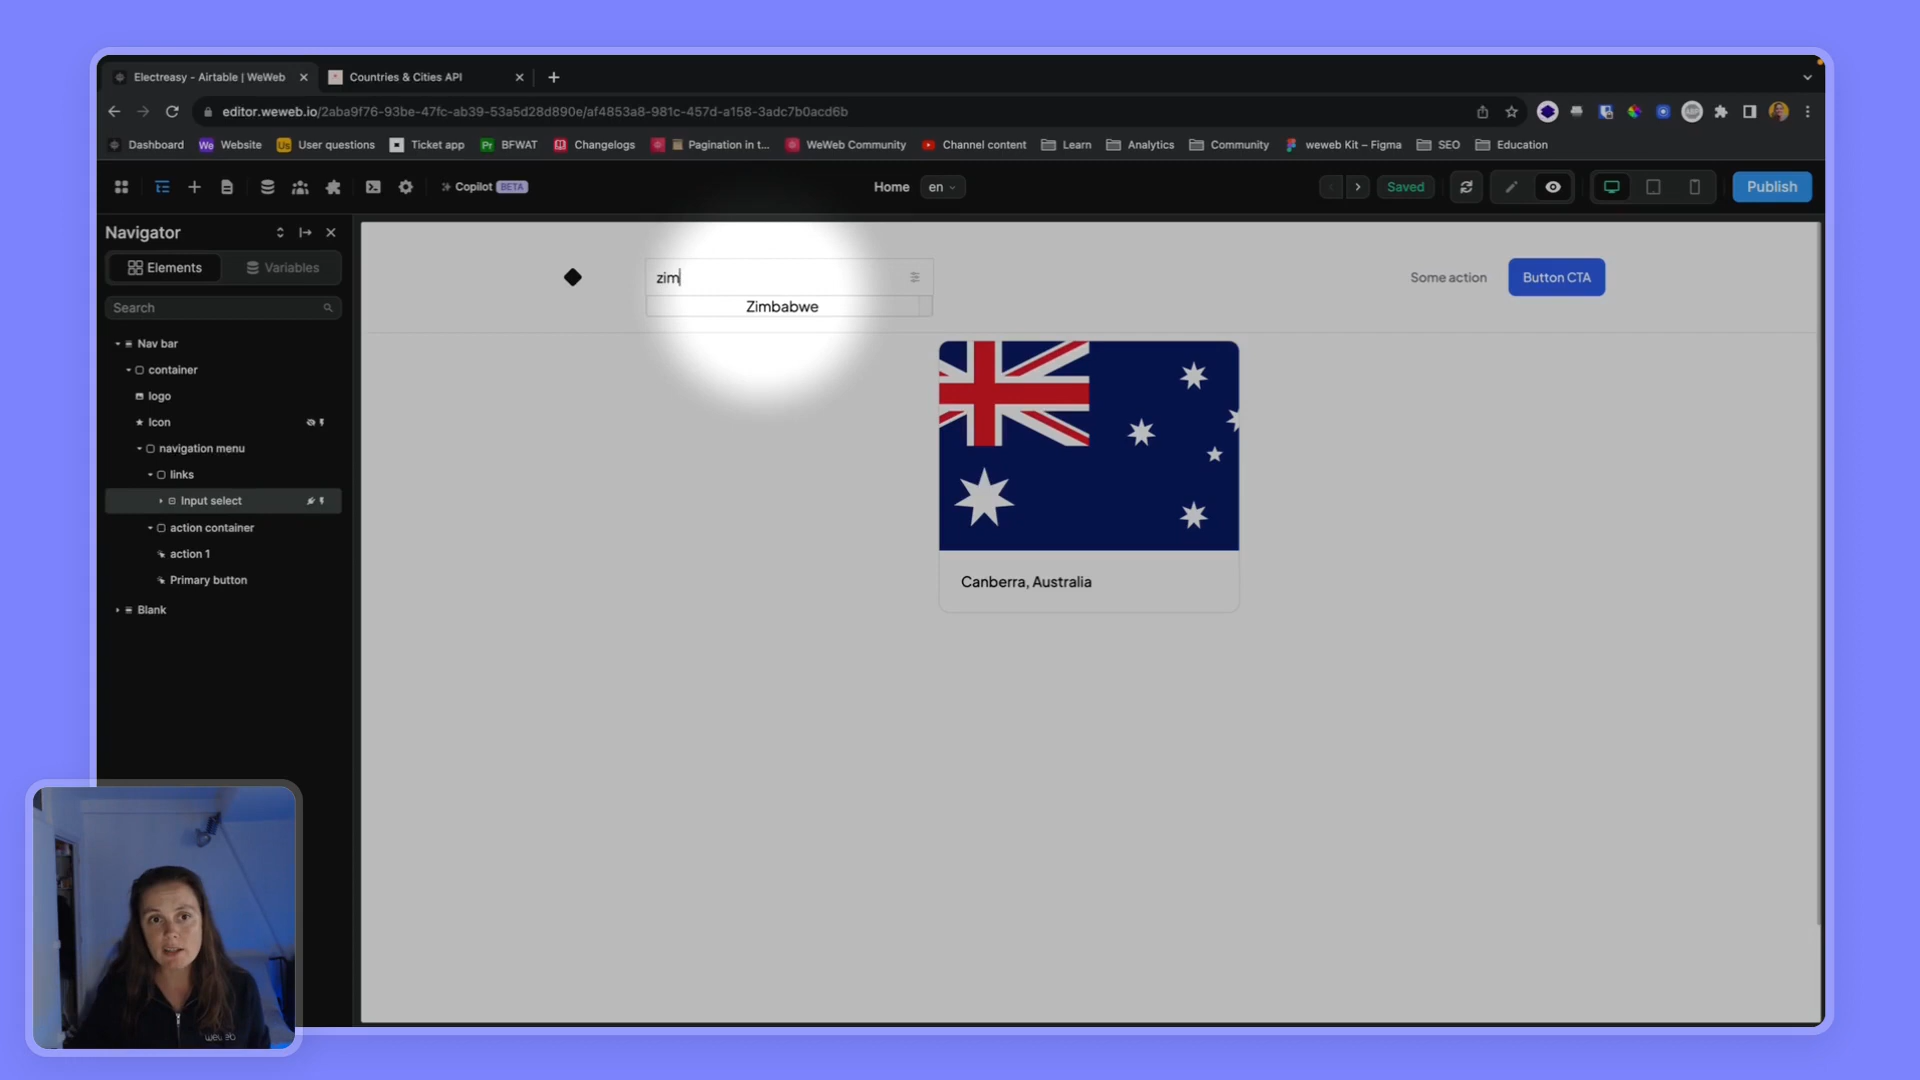 Electreasy - Airtable | WeWeb
Countries & Cities API
editor.weweb.io/2aba9f76-93be-47fc-ab39-53a5d28d890e/af4853a8-981c-457d-a158-3adc7b0acd6b
Dashboard
We Website
Us User questions
Ticket app
Pr BFWAT
Changelogs
Pagination in t...
WeWeb Community
Channel content
Learn
Analytics
Community
weweb Kit – Figma
SEO
Education
Copilot BETA
Home
en
Saved
Publish
Navigator
Elements
Variables
Search
Nav bar
container
logo
Icon
navigation menu
links
Input select
action container
action 1
Primary button
Blank
zim
Zimbabwe
Some action
Button CTA
Canberra, Australia